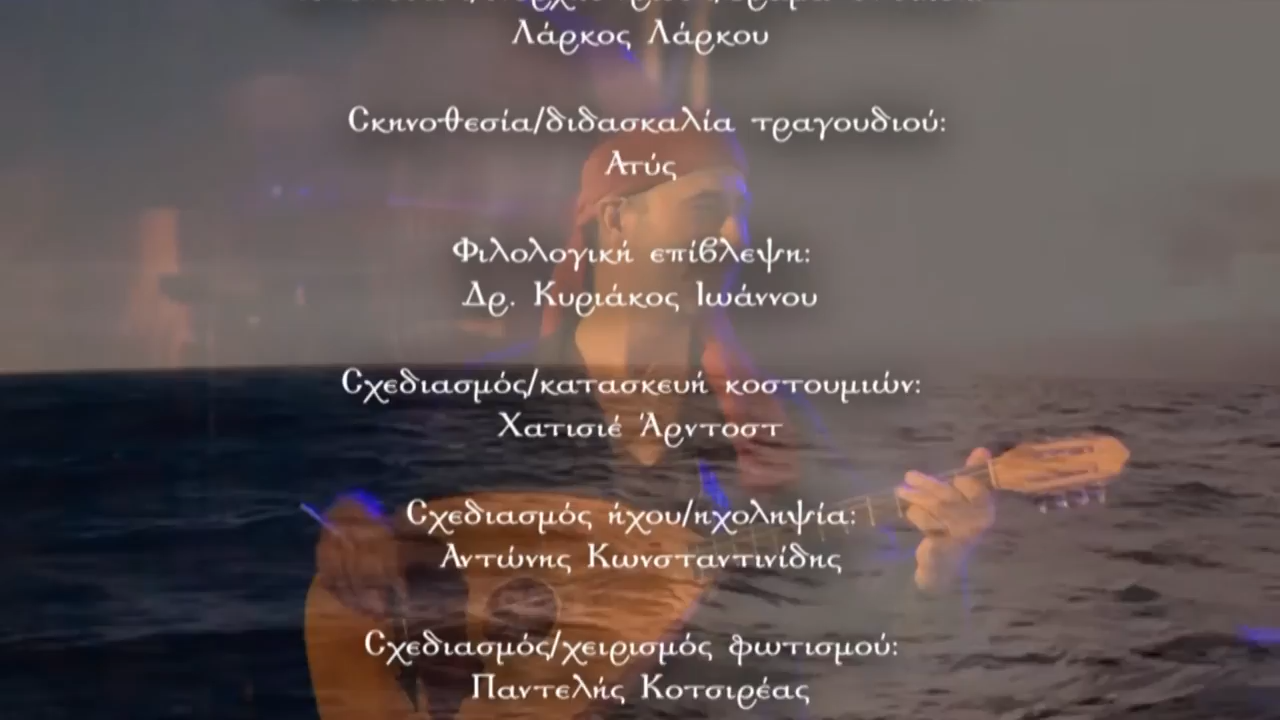 Λάρκος Λάρκου
Σκηνοθεσία/διδασκαλία τραγουδιού:
Ατύς
Φιλολογική επίβλεψη:
Δρ. Κυριάκος Ιωάννου
Σχεδιασμός/κατασκευή κοστουμιών:
Χατισιέ Άρντοστ
Σχεδιασμός ήχου/ηχοληψία:
Αντώνης Κωνσταντινίδης
Σχεδιασμός/χειρισμός φωτισμού:
Παντελής Κοτσιρέας